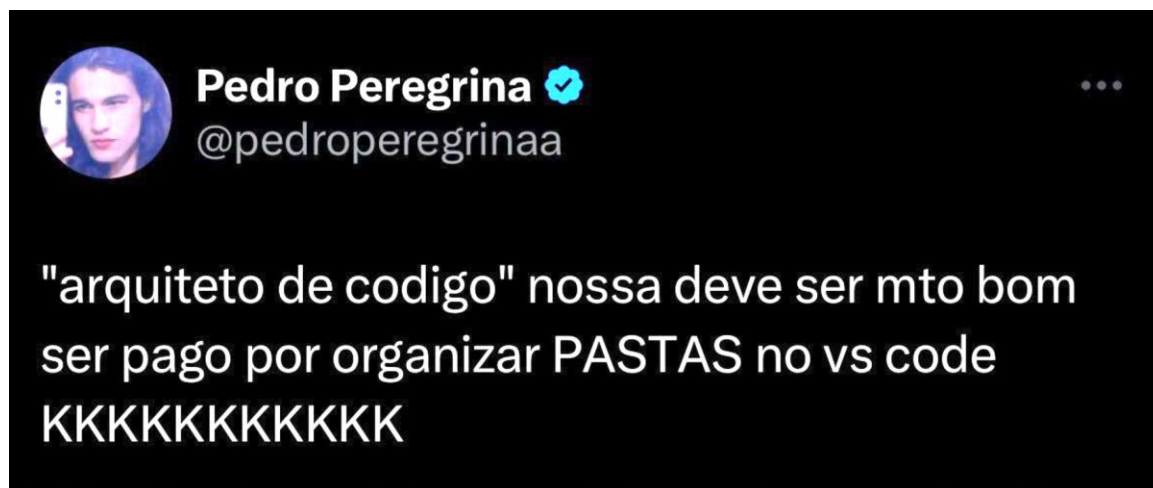 Pedro Peregrina
@pedroperegrinaa
"arquiteto de codigo" nossa deve ser mto bom
ser pago por organizar PASTAS no vs code
KKKKKKKKKKK